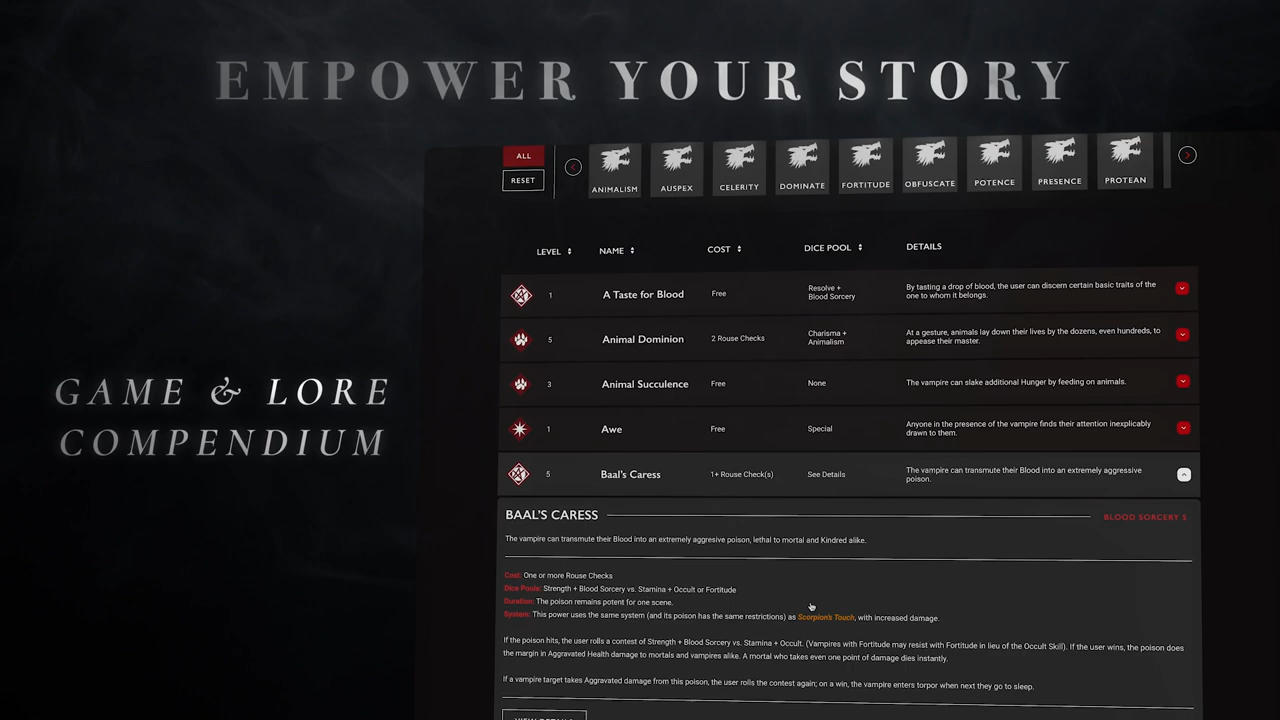 EMPOWER YOUR STORY
GAME & LORE
COMPENDIUM
ALL
RESET
ANIMALISM
AUSPEX
CELERITY
DOMINATE
FORTITUDE
OBFUSCATE
POTENCE
PRESENCE
PROTEAN
LEVEL NAME COST DICE POOL DETAILS
1 A Taste for Blood Free Resolve +
Blood Sorcery
By tasting a drop of blood, the user can discern certain basic traits of the
one to whom it belongs.
5 Animal Dominion 2 Rouse Checks Charisma +
Animalism
At a gesture, animals lay down their lives by the dozens, even hundreds, to
appease their master.
3 Animal Succulence Free None The vampire can slake additional Hunger by feeding on animals.
1 Awe Free Special Anyone in the presence of the vampire finds their attention inexplicably
drawn to them.
5 Baal's Caress 1+ Rouse Check(s) See Details The vampire can transmute their Blood into an extremely aggressive
poison.
BAAL'S CARESS BLOOD SORCERY 5
The vampire can transmute their Blood into an extremely aggresive poison, lethal to mortal and Kindred alike.
Cost: One or more Rouse Checks
Dice Pools: Strength + Blood Sorcery vs. Stamina + Occult or Fortitude
Duration: The poison remains potent for one scene.
System: This power uses the same system (and its poison has the same restrictions) as Scorpion's Touch, with increased damage.
If the poison hits, the user rolls a contest of Strength + Blood Sorcery vs. Stamina + Occult. (Vampires with Fortitude may resist with Fortitude in lieu of the Occult Skill). If the user wins, the poison does
the margin in Aggravated Health damage to mortals and vampires alike. A mortal who takes even one point of damage dies instantly.
If a vampire target takes Aggravated damage from this poison, the user rolls the contest again; on a win, the vampire enters torpor when next they go to sleep.